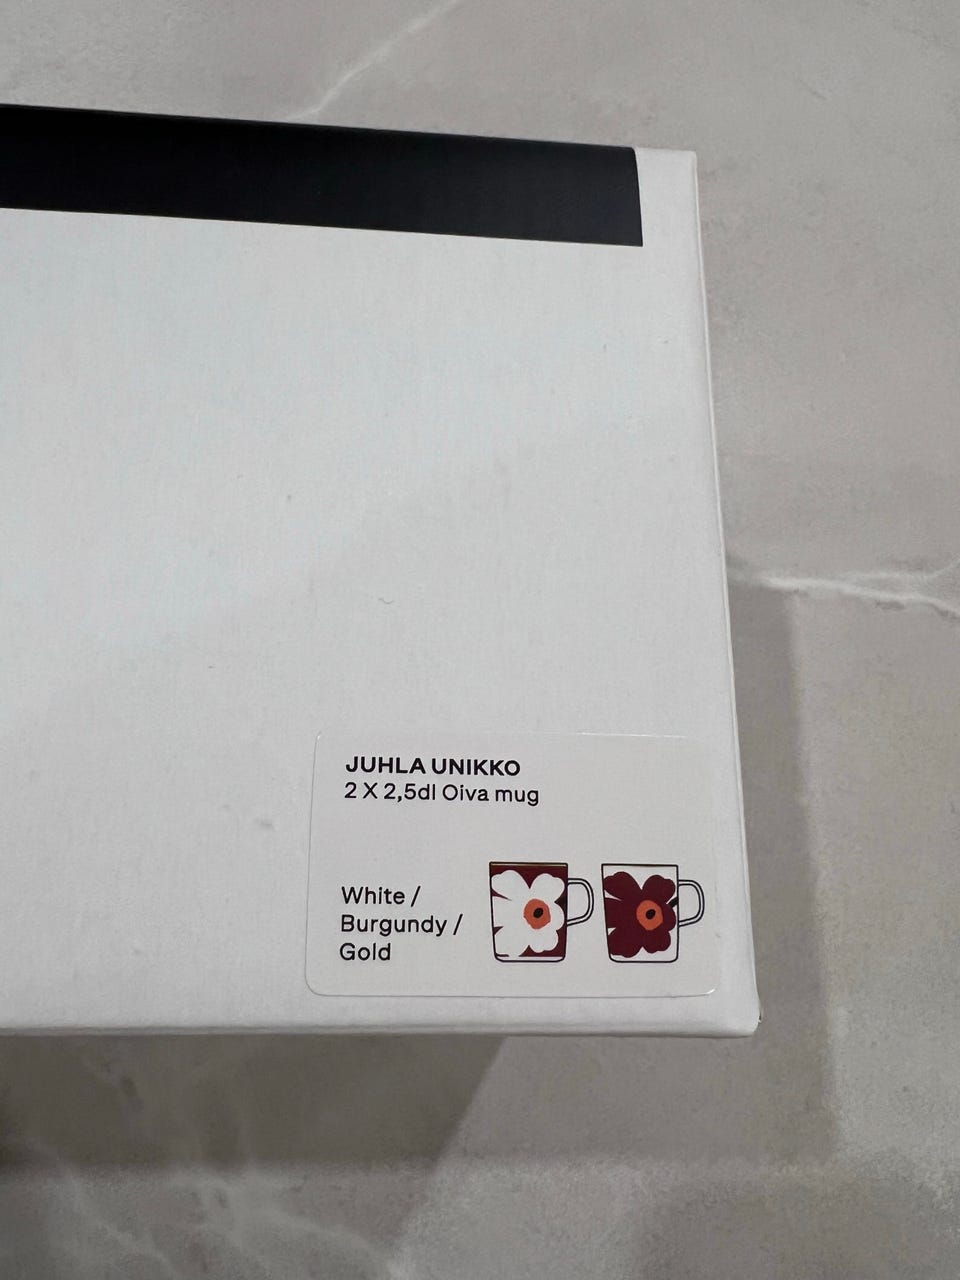 JUHLA UNIKKO
2 X 2,5dl Oiva mug
White /
Burgundy /
Gold